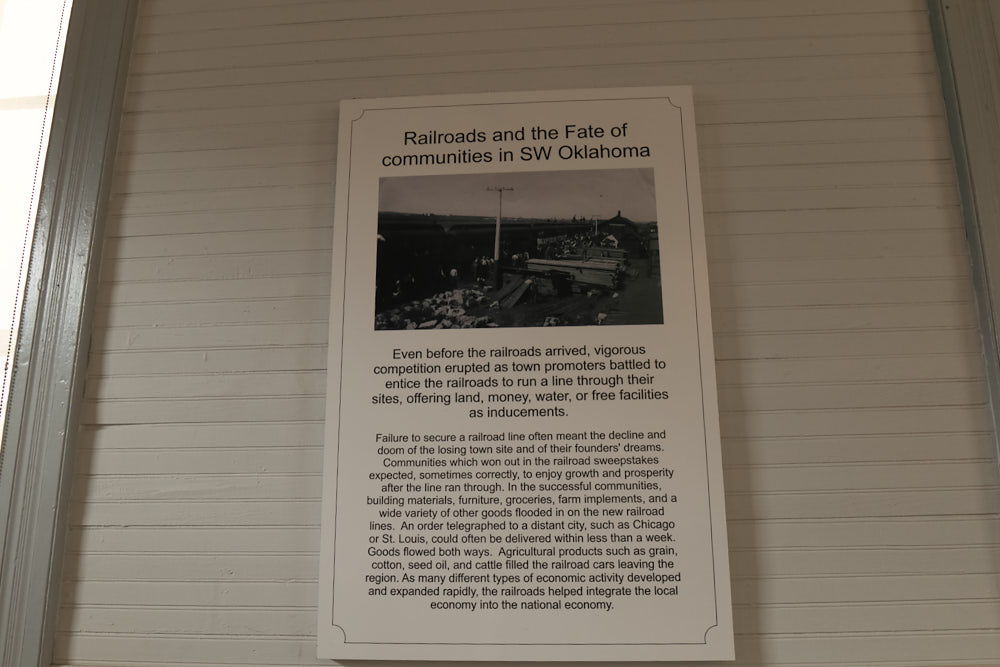 Railroads and the Fate of
communities in SW Oklahoma
Even before the railroads arrived, vigorous
competition erupted as town promoters battled to
entice the railroads to run a line through their
sites, offering land, money, water, or free facilities
as inducements.
Failure to secure a railroad line often meant the decline and
doom of the losing town site and of their founders' dreams.
Communities which won out in the railroad sweepstakes
expected, sometimes correctly, to enjoy growth and prosperity
after the line ran through. In the successful communities,
building materials, furniture, groceries, farm implements, and a
wide variety of other goods flooded in on the new railroad
lines. An order telegraphed to a distant city, such as Chicago
or St. Louis, could often be delivered within less than a week.
Goods flowed both ways. Agricultural products such as grain,
cotton, seed oil, and cattle filled the railroad cars leaving the
region. As many different types of economic activity developed
and expanded rapidly, the railroads helped integrate the local
economy into the national economy.